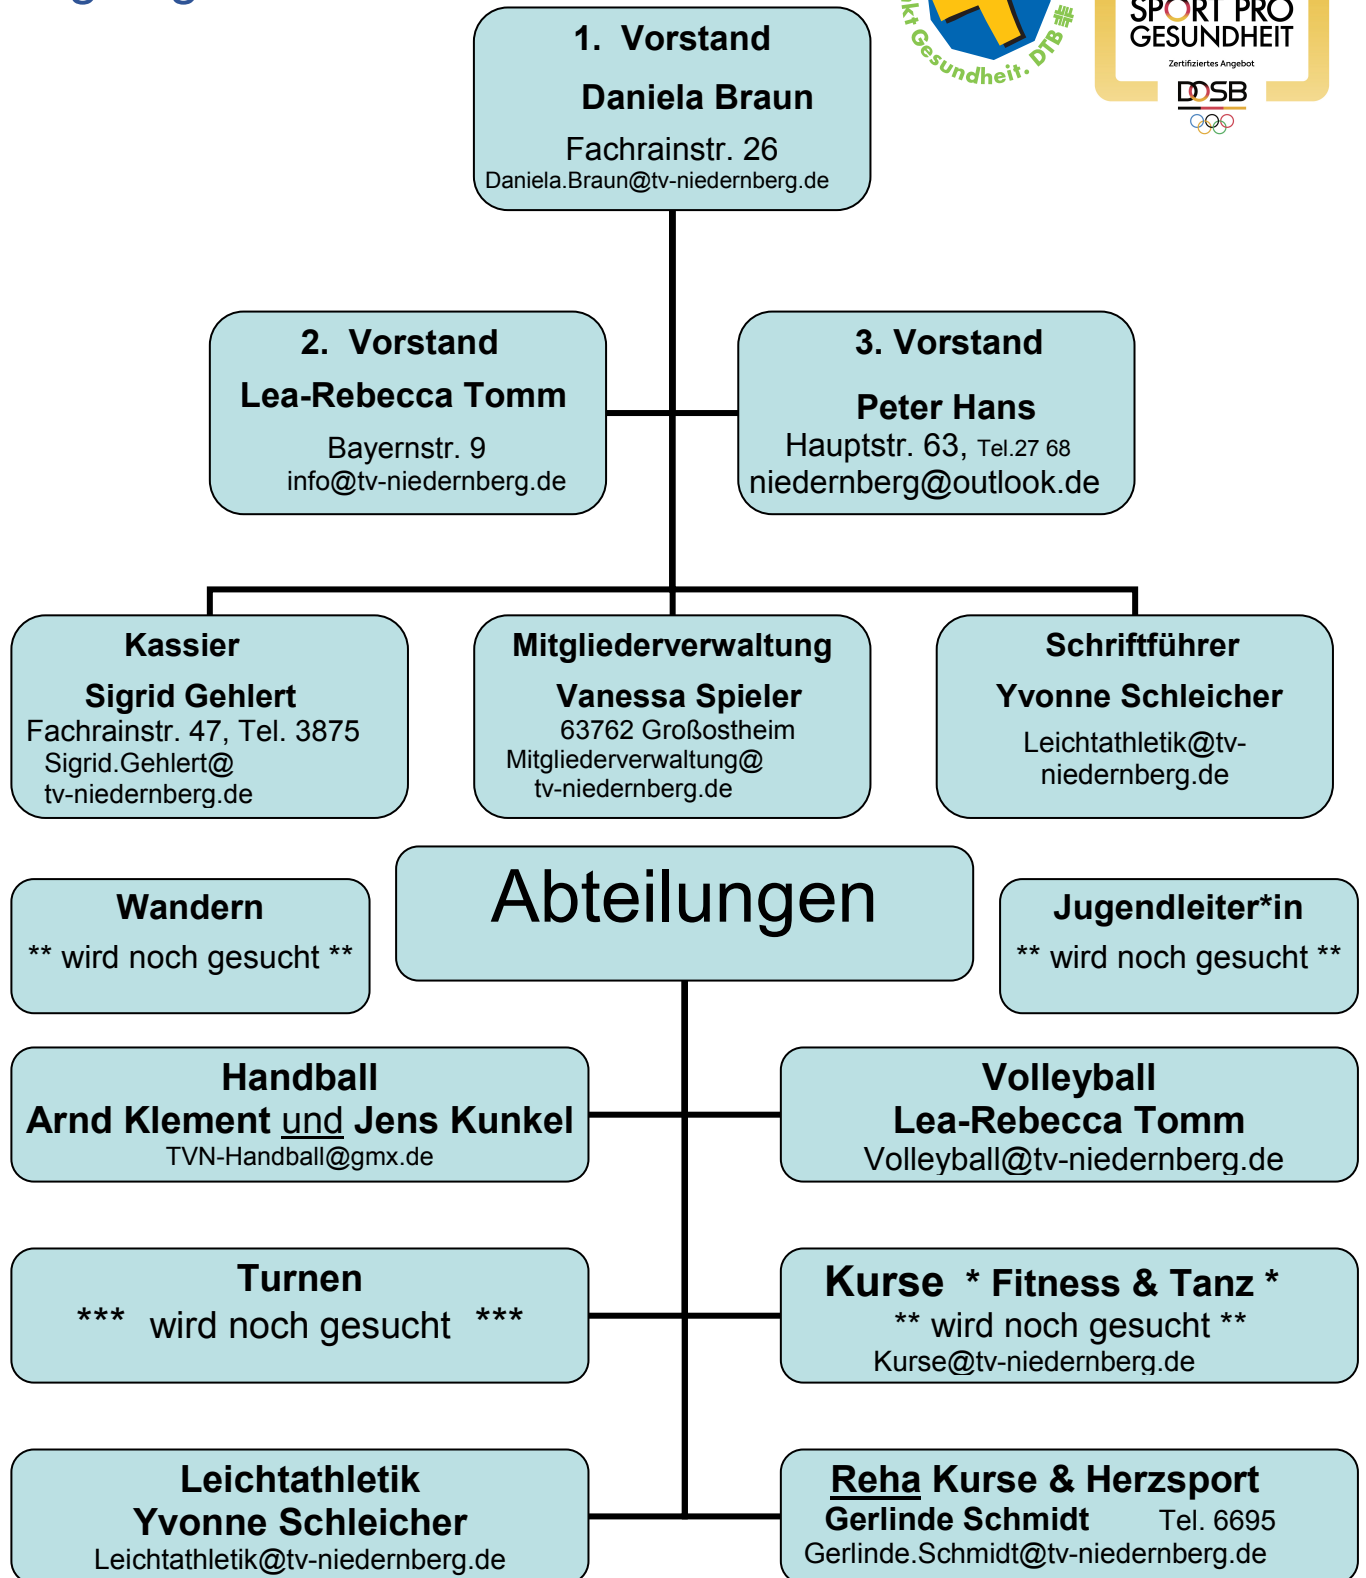 SPORT PRO
GESUNDHEIT
Zertifiziertes Angebot
DOSB
Gesundheit. DTB
1. Vorstand
Daniela Braun
Fachrainstr. 26
Daniela.Braun@tv-niedernberg.de
2. Vorstand
Lea-Rebecca Tomm
Bayernstr. 9
info@tv-niedernberg.de
3. Vorstand
Peter Hans
Hauptstr. 63, Tel.27 68
niedernberg@outlook.de
Kassier
Sigrid Gehlert
Fachrainstr. 47, Tel. 3875
Sigrid.Gehlert@
tv-niedernberg.de
Mitgliederverwaltung
Vanessa Spieler
63762 Großostheim
Mitgliederverwaltung@
tv-niedernberg.de
Schriftführer
Yvonne Schleicher
Leichtathletik@tv-
niedernberg.de
Wandern
** wird noch gesucht **
Abteilungen
Jugendleiter*in
** wird noch gesucht **
Handball
Arnd Klement und Jens Kunkel
TVN-Handball@gmx.de
Volleyball
Lea-Rebecca Tomm
Volleyball@tv-niedernberg.de
Turnen
*** wird noch gesucht ***
Kurse * Fitness & Tanz *
** wird noch gesucht **
Kurse@tv-niedernberg.de
Leichtathletik
Yvonne Schleicher
Leichtathletik@tv-niedernberg.de
Reha Kurse & Herzsport
Gerlinde Schmidt Tel. 6695
Gerlinde.Schmidt@tv-niedernberg.de